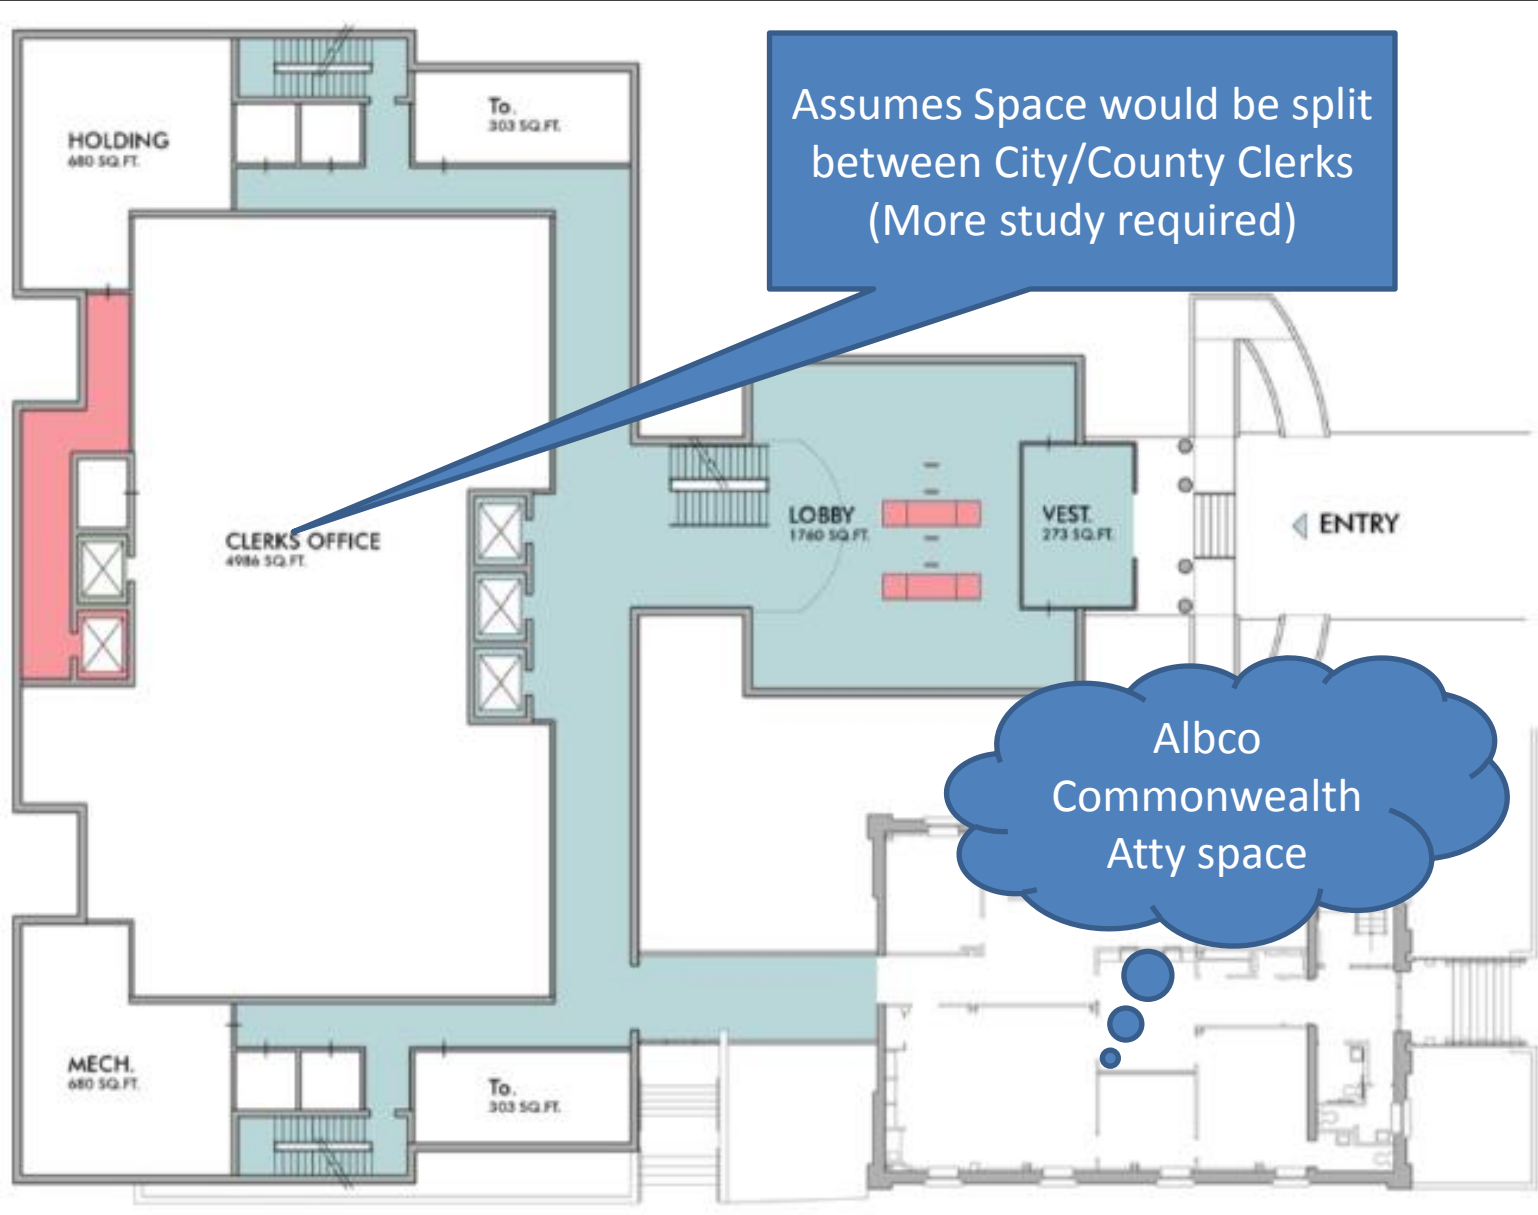 HOLDING
680 SQ.FT.
To.
303 SQ.FT.
Assumes Space would be split
between City/County Clerks
(More study required)
CLERKS OFFICE
4986 SQ.FT.
LOBBY
1760 SQ.FT.
VEST.
273 SQ.FT.
ENTRY
Albco
Commonwealth
Atty space
MECH.
680 SQ.FT.
To.
303 SQ.FT.